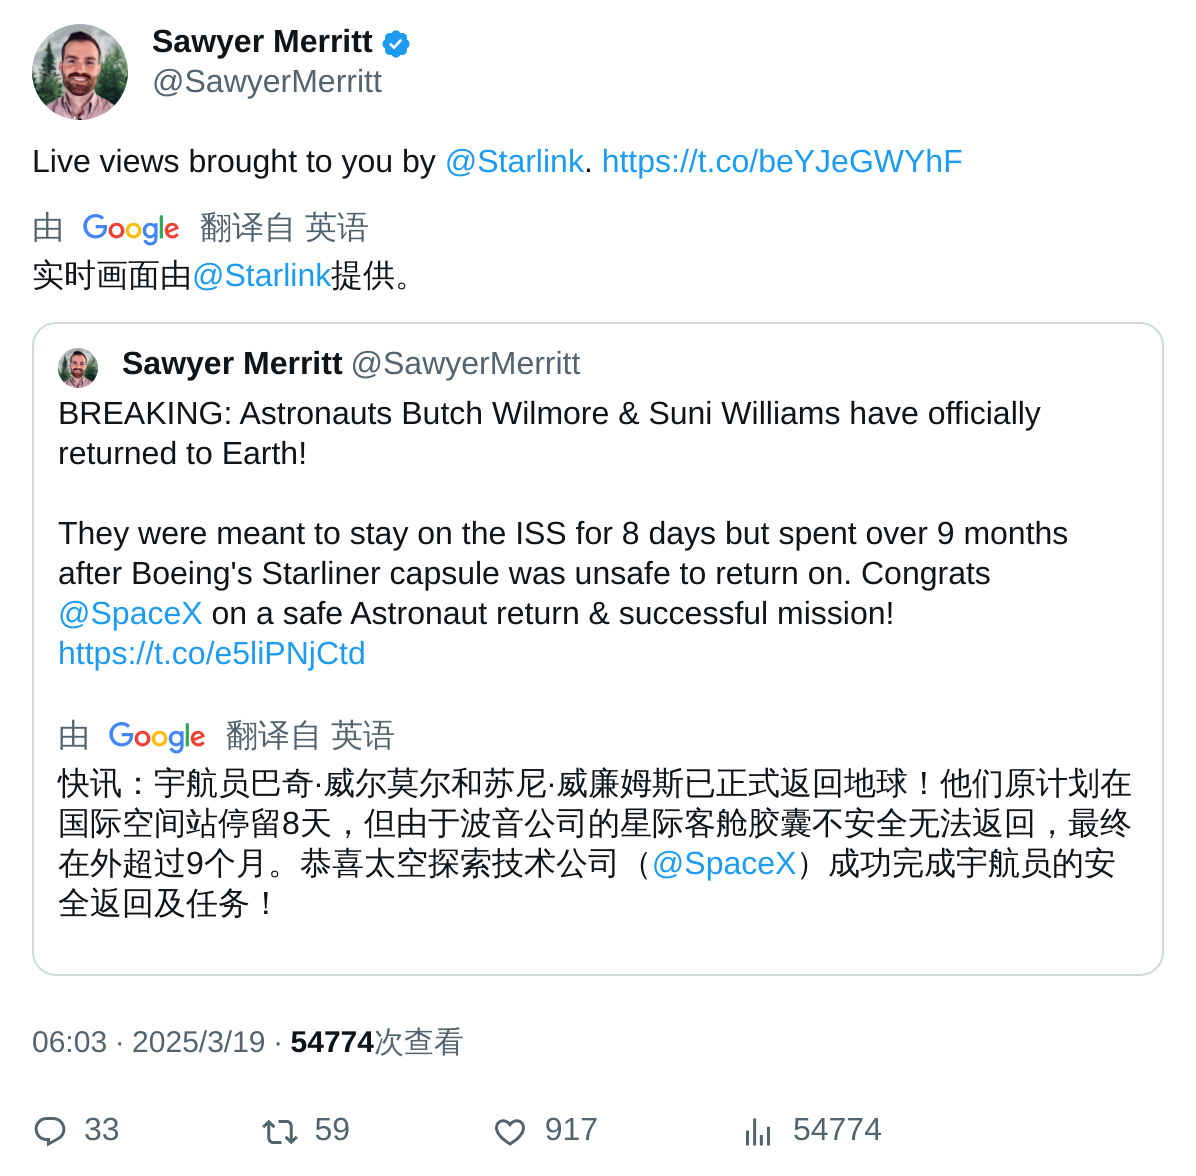 Sawyer Merritt
@SawyerMerritt
Live views brought to you by @Starlink. https://t.co/beYJeGWYhF
由 Google 翻译自 英语
实时画面由@Starlink提供。
Sawyer Merritt @SawyerMerritt
BREAKING: Astronauts Butch Wilmore & Suni Williams have officially
returned to Earth!
They were meant to stay on the ISS for 8 days but spent over 9 months
after Boeing's Starliner capsule was unsafe to return on. Congrats
@SpaceX on a safe Astronaut return & successful mission!
https://t.co/e5liPNjCtd
由 Google 翻译自 英语
快讯：宇航员巴奇·威尔莫尔和苏尼·威廉姆斯已正式返回地球！他们原计划在
国际空间站停留8天，但由于波音公司的星际客舱胶囊不安全无法返回，最终
在外超过9个月。恭喜太空探索技术公司（@SpaceX）成功完成宇航员的安
全返回及任务！
06:03 · 2025/3/19 · 54774次查看
33 59 917 54774